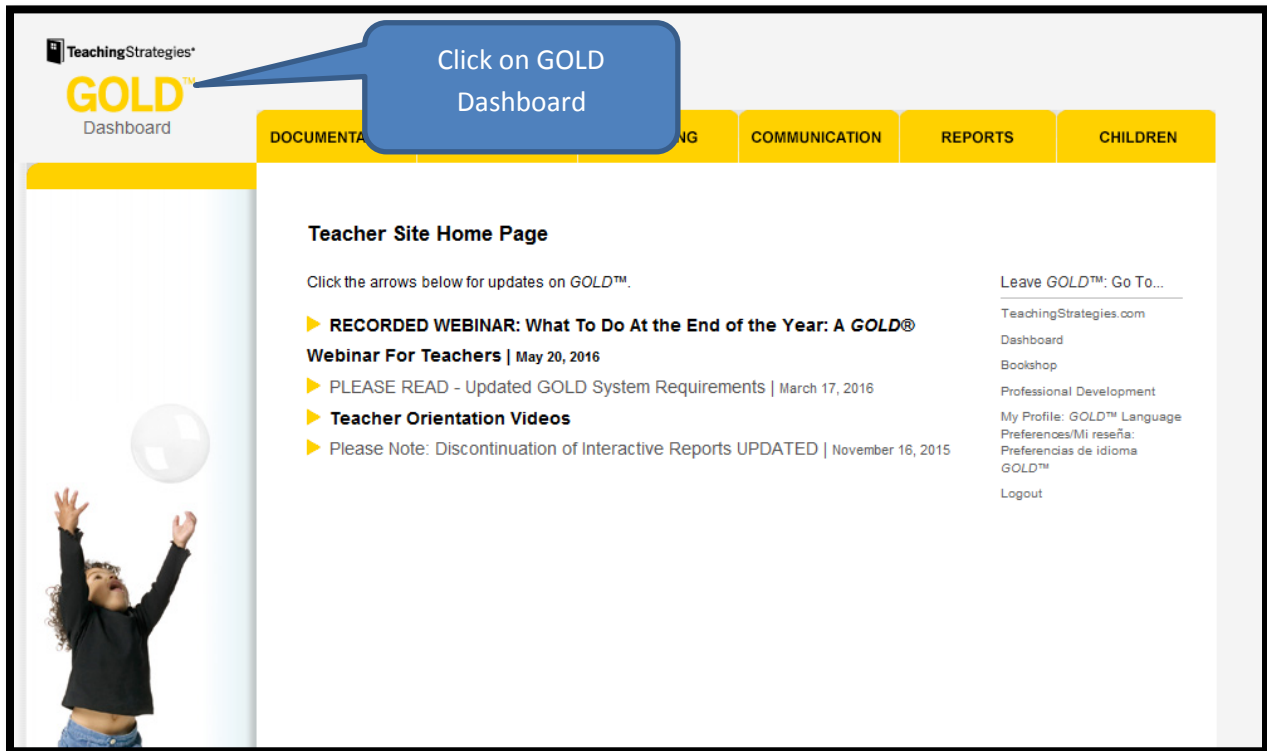 TeachingStrategies•
GOLD™
Dashboard
Click on GOLD
Dashboard
COMMUNICATION
REPORTS
CHILDREN
Teacher Site Home Page
Click the arrows below for updates on GOLD™.
RECORDED WEBINAR: What To Do At the End of the Year: A GOLD®
Webinar For Teachers | May 20, 2016
PLEASE READ - Updated GOLD System Requirements | March 17, 2016
Teacher Orientation Videos
Please Note: Discontinuation of Interactive Reports UPDATED | November 16, 2015
Leave GOLD™: Go To...
TeachingStrategies.com
Dashboard
Bookshop
Professional Development
My Profile: GOLD™ Language
Preferences/Mi reseña:
Preferencias de idioma
GOLD™
Logout